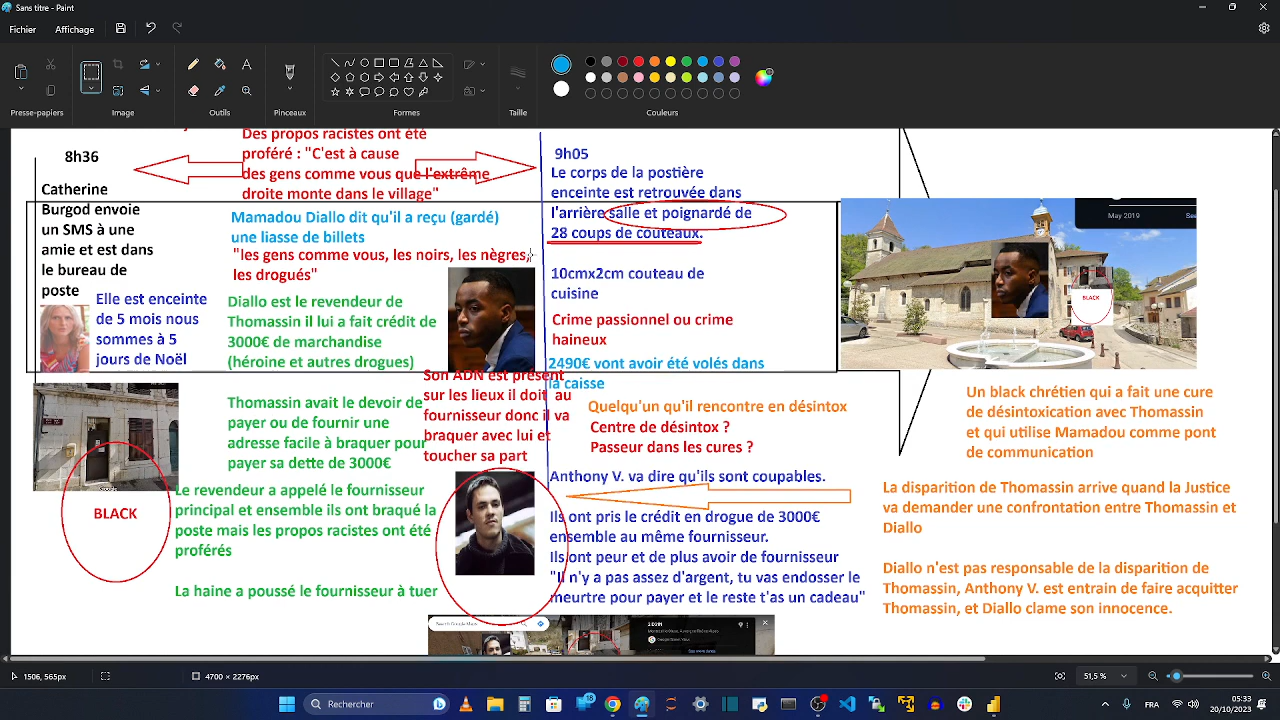 Sans titre - Paint
Fichier
Affichage
Presse-papiers
Image
Outils
Pinceaux
Formes
Taille
Couleurs
8h36
Catherine
Burgod envoie
un SMS à une
amie et est dans
le bureau de
poste
Elle est enceinte
de 5 mois nous
sommes à 5
jours de Noël
BLACK
Des propos racistes ont été
proféré : "C'est à cause
des gens comme vous que l'extrême
droite monte dans le village"
Mamadou Diallo dit qu'il a reçu (gardé)
une liasse de billets
"les gens comme vous, les noirs, les nègres,
les drogués"
Diallo est le revendeur de
Thomassin il lui a fait crédit de
3000€ de marchandise
(héroine et autres drogues)
Thomassin avait le devoir de
payer ou de fournir une
adresse facile à braquer pour
payer sa dette de 3000€
Le revendeur a appelé le fournisseur
principal et ensemble ils ont braqué la
poste mais les propos racistes ont été
proférés
La haine a poussé le fournisseur à tuer
Son ADN est présent
sur les lieux il doit au
fournisseur donc il va
braquer avec lui et
toucher sa part
9h05
Le corps de la postière
enceinte est retrouvée dans
l'arrière salle et poignardé de
28 coups de couteaux.
10cmx2cm couteau de
cuisine
Crime passionnel ou crime
haineux
2490€ vont avoir été volés dans
la caisse
Quelqu'un qu'il rencontre en désintox
Centre de désintox ?
Passeur dans les cures ?
Anthony V. va dire qu'ils sont coupables.
Ils ont pris le crédit en drogue de 3000€
ensemble au même fournisseur.
Ils ont peur et de plus avoir de fournisseur
"Il n'y a pas assez d'argent, tu vas endosser le
meurtre pour payer et le reste t'as un cadeau"
May 2019
BLACK
Un black chrétien qui a fait une cure
de désintoxication avec Thomassin
et qui utilise Mamadou comme pont
de communication
La disparition de Thomassin arrive quand la Justice
va demander une confrontation entre Thomassin et
Diallo
Diallo n'est pas responsable de la disparition de
Thomassin, Anthony V. est entrain de faire acquitter
Thomassin, et Diallo clame son innocence.
1506, 565px
4700 × 2276px
51,5 %
Rechercher
FRA
05:33
20/10/2023